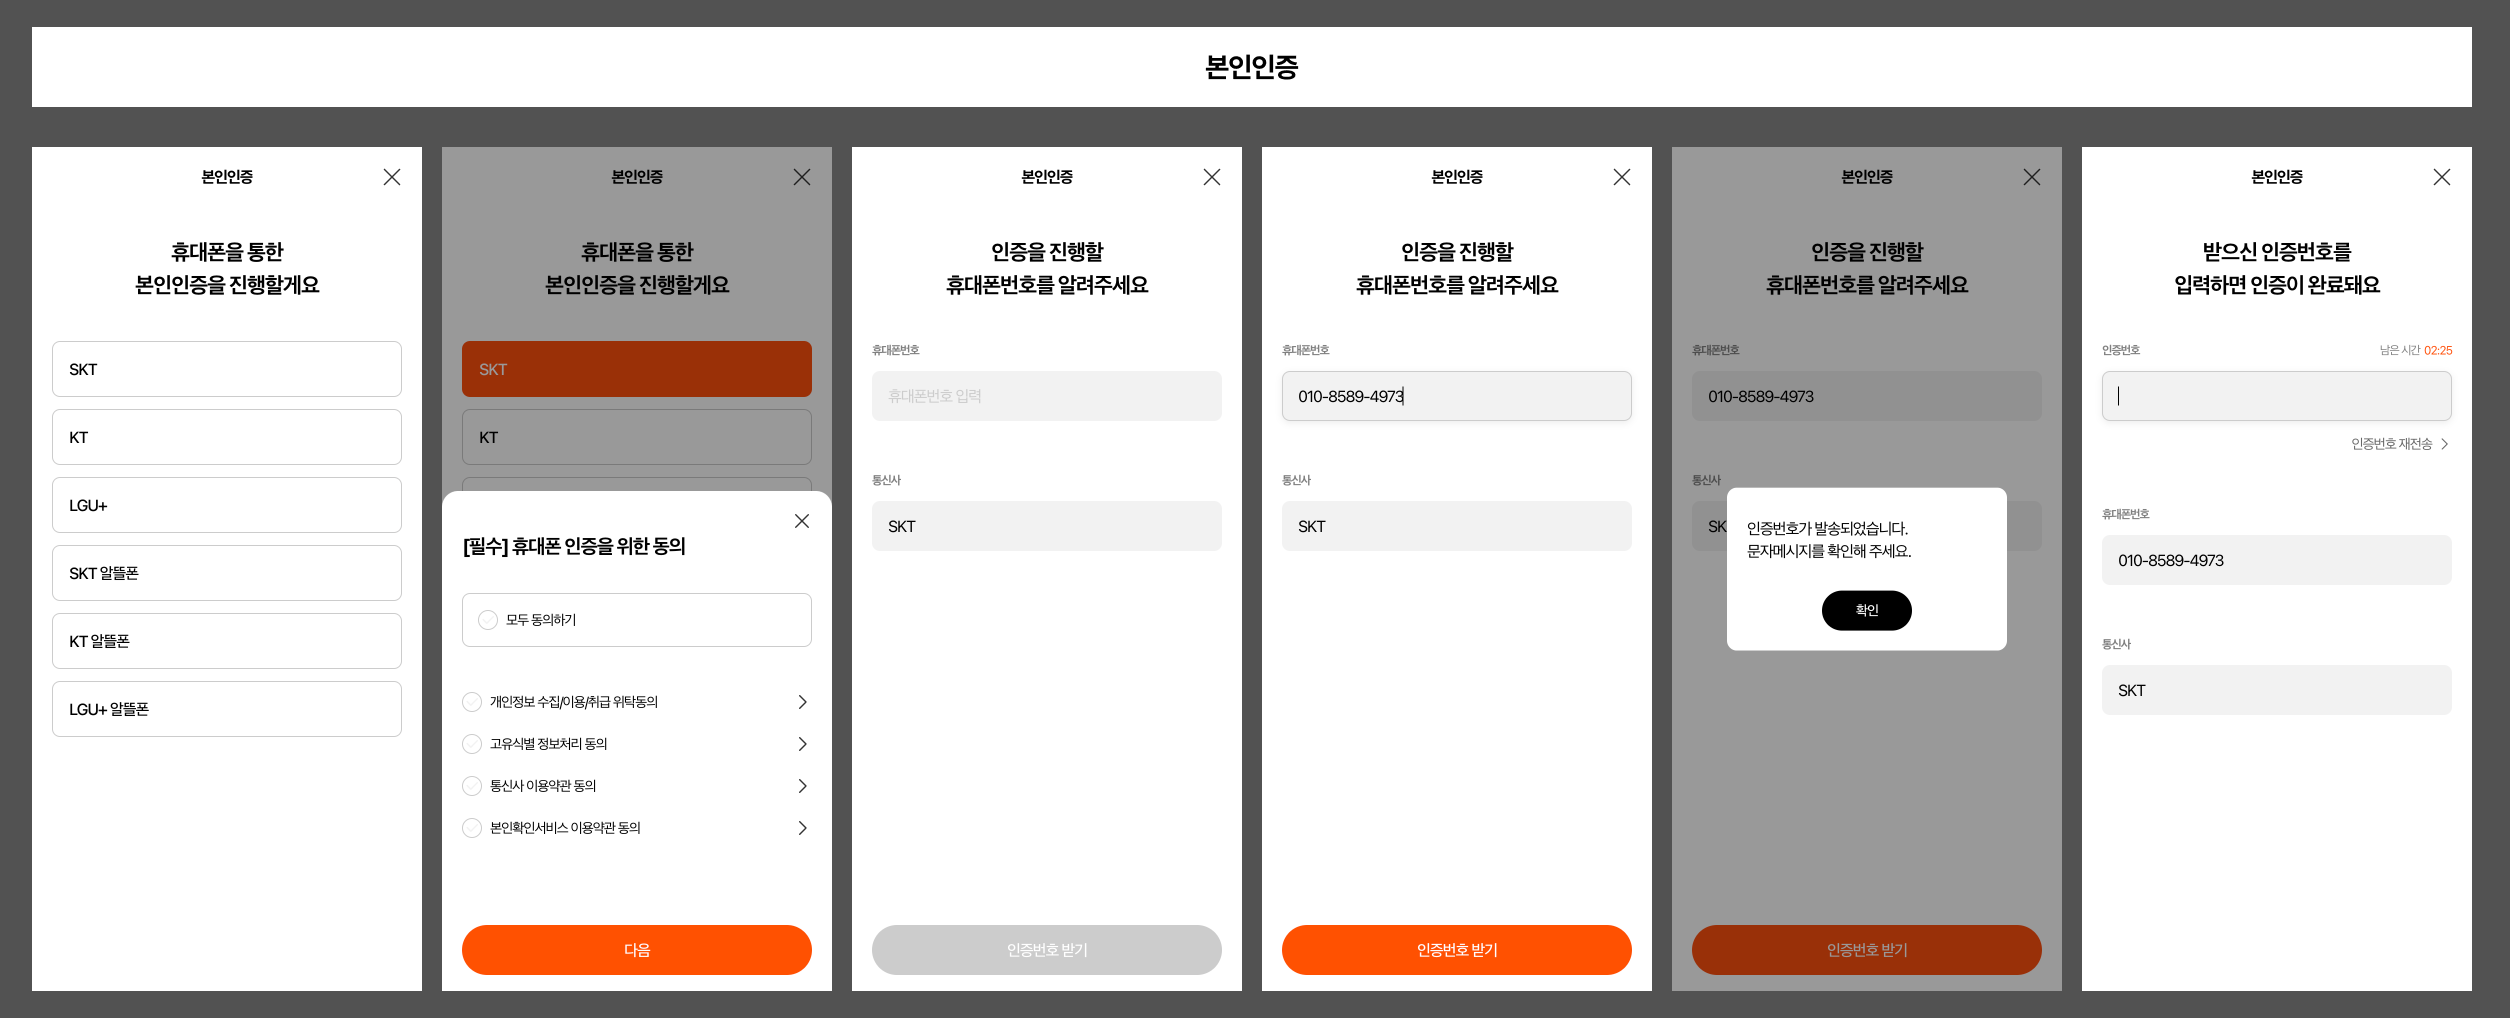 본인인증
본인인증
휴대폰을 통한
본인인증을 진행할게요
SKT
KT
LGU+
SKT 알뜰폰
KT 알뜰폰
LGU+ 알뜰폰
본인인증
휴대폰을 통한
본인인증을 진행할게요
SKT
KT
[필수] 휴대폰 인증을 위한 동의
모두 동의하기
개인정보 수집/이용/취급 위탁동의
고유식별 정보처리 동의
통신사 이용약관 동의
본인확인서비스 이용약관 동의
다음
본인인증
인증을 진행할
휴대폰번호를 알려주세요
휴대폰번호
휴대폰번호 입력
통신사
SKT
인증번호 받기
본인인증
인증을 진행할
휴대폰번호를 알려주세요
휴대폰번호
010-8589-4973
통신사
SKT
인증번호 받기
본인인증
인증을 진행할
휴대폰번호를 알려주세요
휴대폰번호
010-8589-4973
통신사
SK
인증번호가 발송되었습니다.
문자메시지를 확인해 주세요.
확인
인증번호 받기
본인인증
받으신 인증번호를
입력하면 인증이 완료돼요
인증번호 남은 시간 02:25
인증번호 재전송
휴대폰번호
010-8589-4973
통신사
SKT